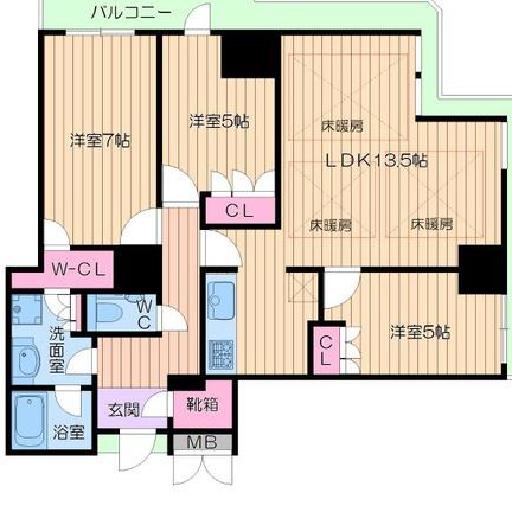 バルコニー
洋室7帖
洋室5帖
床暖房
LDK13.5帖
床暖房
床暖房
CL
W-CL
WC
洗面室
洋室5帖
CL
玄関
靴箱
浴室
MB